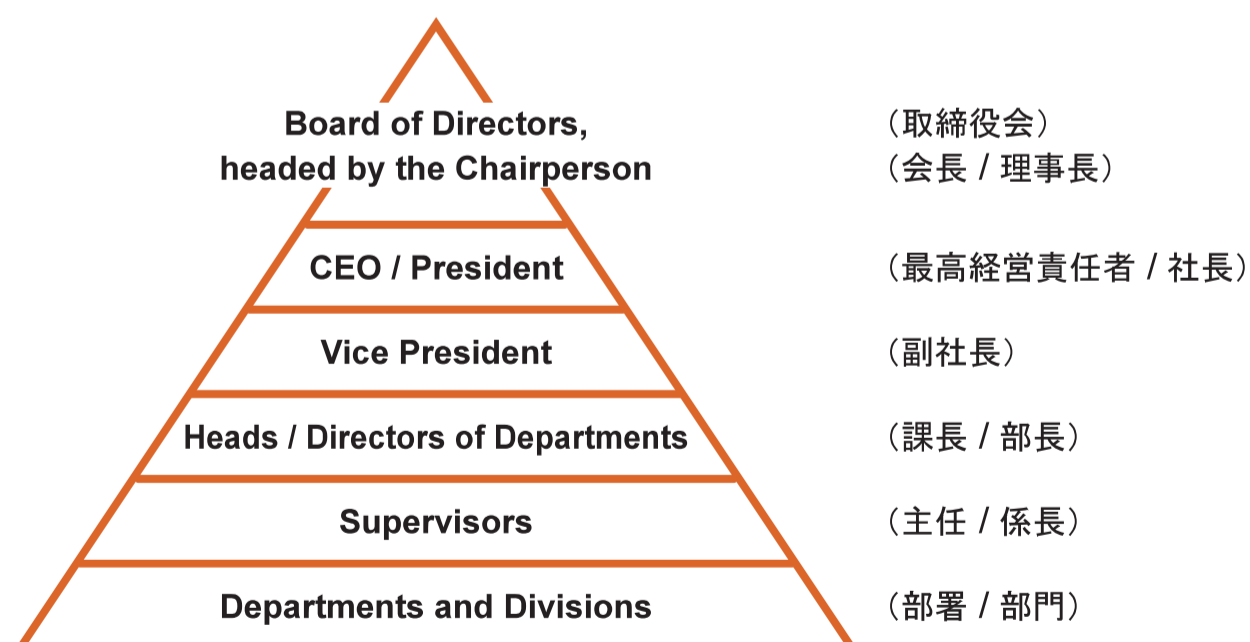 Board of Directors,
（取締役会）
headed by the Chairperson
（会長 / 理事長）
CEO / President
（最高経営責任者 / 社長）
Vice President
（副社長）
Heads / Directors of Departments
（課長 / 部長）
Supervisors
（主任 / 係長）
Departments and Divisions
（部署 / 部門）